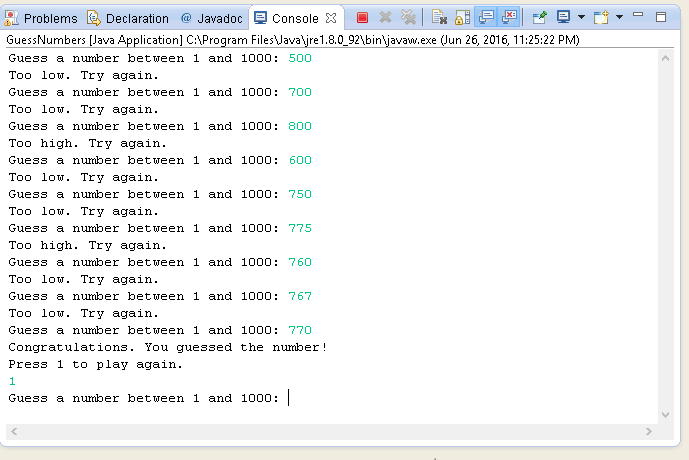 Problems @ Declaration @ Javadoc Console
GuessNumbers [Java Application] C:\Program Files\Java\jre1.8.0_92\bin\javaw.exe (Jun 26, 2016, 11:25:22 PM)
Guess a number between 1 and 1000: 500
Too low. Try again.
Guess a number between 1 and 1000: 700
Too low. Try again.
Guess a number between 1 and 1000: 800
Too high. Try again.
Guess a number between 1 and 1000: 600
Too low. Try again.
Guess a number between 1 and 1000: 750
Too low. Try again.
Guess a number between 1 and 1000: 775
Too high. Try again.
Guess a number between 1 and 1000: 760
Too low. Try again.
Guess a number between 1 and 1000: 767
Too low. Try again.
Guess a number between 1 and 1000: 770
Congratulations. You guessed the number!
Press 1 to play again.
1
Guess a number between 1 and 1000: